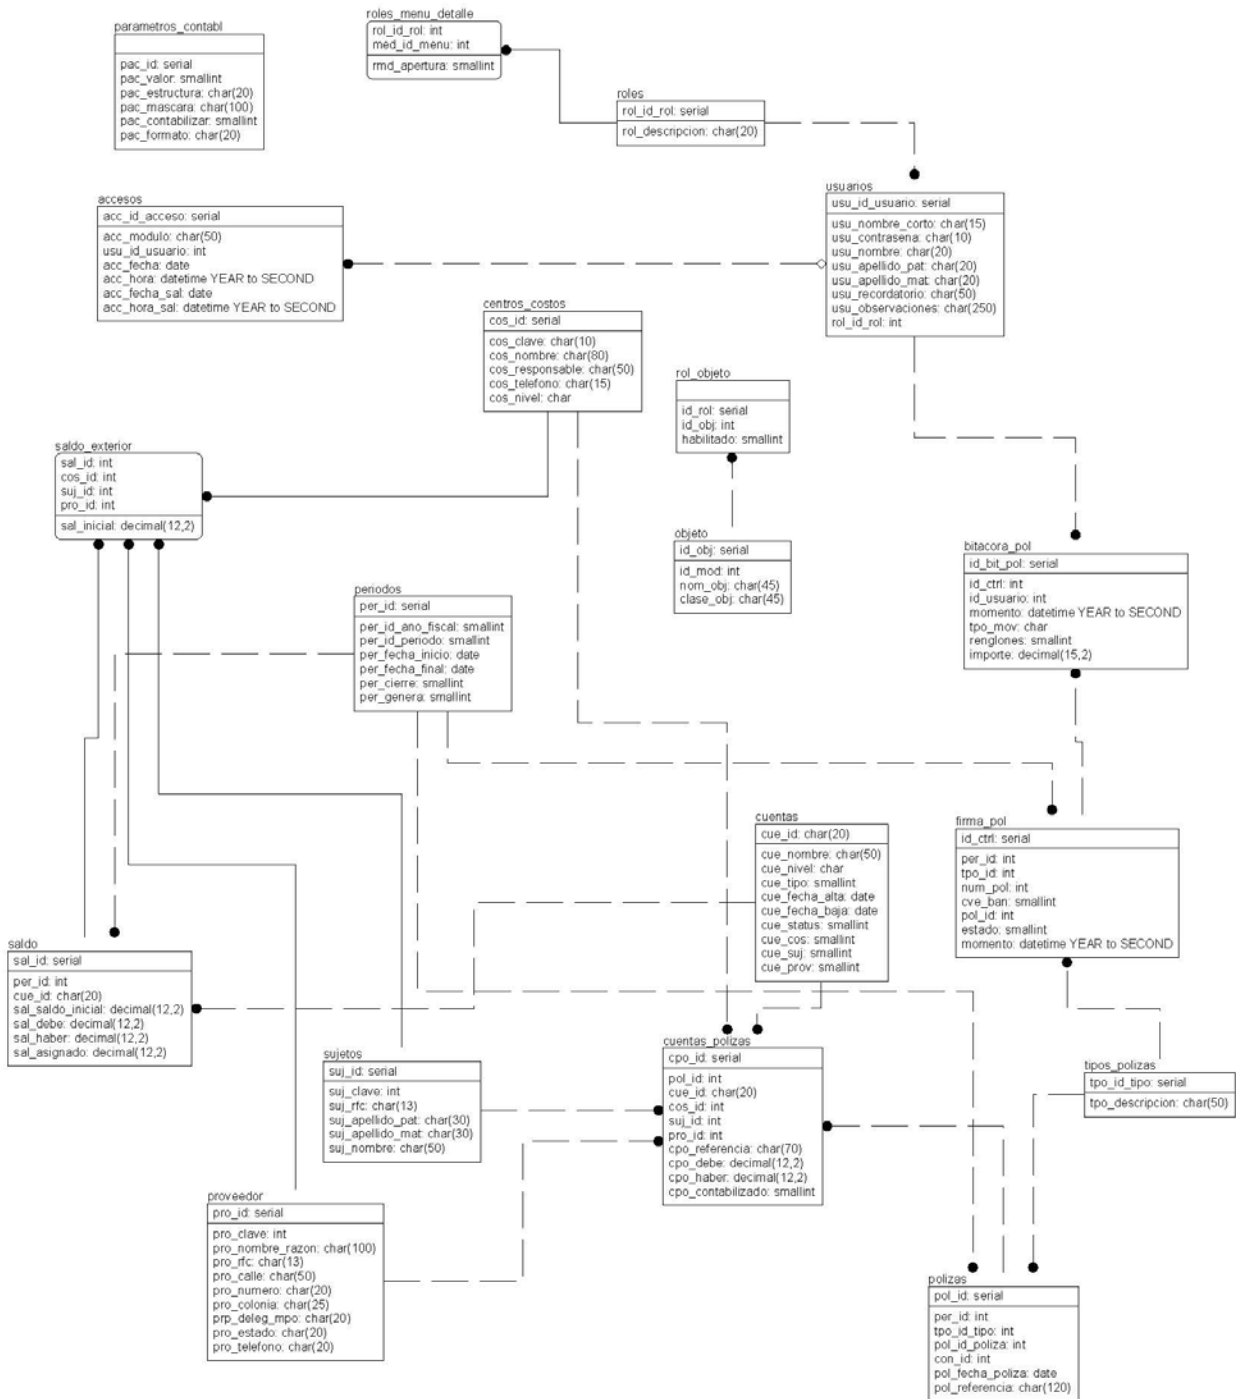 roles_menu_detalle
rol_id_rol: int
med_id_menu: int
rmd_apertura: smallint
parametros_contabl
pac_id: serial
pac_valor: smallint
pac_estructura: char(20)
pac_mascara: char(100)
pac_contabilizar: smallint
pac_formato: char(20)
roles
rol_id_rol: serial
rol_descripcion: char(20)
accesos
acc_id_acceso: serial
acc_modulo: char(50)
usu_id_usuario: int
acc_fecha: date
acc_hora: datetime YEAR to SECOND
acc_fecha_sal: date
acc_hora_sal: datetime YEAR to SECOND
usuarios
usu_id_usuario: serial
usu_nombre_corto: char(15)
usu_contrasena: char(10)
usu_nombre: char(20)
usu_apellido_pat: char(20)
usu_apellido_mat: char(20)
usu_recordatorio: char(50)
usu_observaciones: char(250)
rol_id_rol: int
centros_costos
cos_id: serial
cos_clave: char(10)
cos_nombre: char(80)
cos_responsable: char(50)
cos_telefono: char(15)
cos_nivel: char
rol_objeto
id_rol: serial
id_obj: int
habilitado: smallint
saldo_exterior
sal_id: int
cos_id: int
suj_id: int
pro_id: int
sal_inicial: decimal(12,2)
objeto
id_obj: serial
id_mod: int
nom_obj: char(45)
clase_obj: char(45)
bitacora_pol
id_bit_pol: serial
id_ctrl: int
id_usuario: int
momento: datetime YEAR to SECOND
tpo_mov: char
renglones: smallint
importe: decimal(15,2)
periodos
per_id: serial
per_id_ano_fiscal: smallint
per_id_periodo: smallint
per_fecha_inicio: date
per_fecha_final: date
per_cierre: smallint
per_genera: smallint
cuentas
cue_id: char(20)
cue_nombre: char(50)
cue_nivel: char
cue_tipo: smallint
cue_fecha_alta: date
cue_fecha_baja: date
cue_status: smallint
cue_cos: smallint
cue_suj: smallint
cue_prov: smallint
firma_pol
id_ctrl: serial
per_id: int
tpo_id: int
num_pol: int
cve_ban: smallint
pol_id: int
estado: smallint
momento: datetime YEAR to SECOND
saldo
sal_id: serial
per_id: int
cue_id: char(20)
sal_saldo_inicial: decimal(12,2)
sal_debe: decimal(12,2)
sal_haber: decimal(12,2)
sal_asignado: decimal(12,2)
sujetos
suj_id: serial
suj_clave: int
suj_rfc: char(13)
suj_apellido_pat: char(30)
suj_apellido_mat: char(30)
suj_nombre: char(50)
cuentas_polizas
cpo_id: serial
pol_id: int
cue_id: char(20)
cos_id: int
suj_id: int
pro_id: int
cpo_referencia: char(70)
cpo_debe: decimal(12,2)
cpo_haber: decimal(12,2)
cpo_contabilizado: smallint
tipos_polizas
tpo_id_tipo: serial
tpo_descripcion: char(50)
proveedor
pro_id: serial
pro_clave: int
pro_nombre_razon: char(100)
pro_rfc: char(13)
pro_calle: char(50)
pro_numero: char(20)
pro_colonia: char(25)
prp_deleg_mpo: char(20)
pro_estado: char(20)
pro_telefono: char(20)
polizas
pol_id: serial
per_id: int
tpo_id_tipo: int
pol_id_poliza: int
con_id: int
pol_fecha_poliza: date
pol_referencia: char(120)